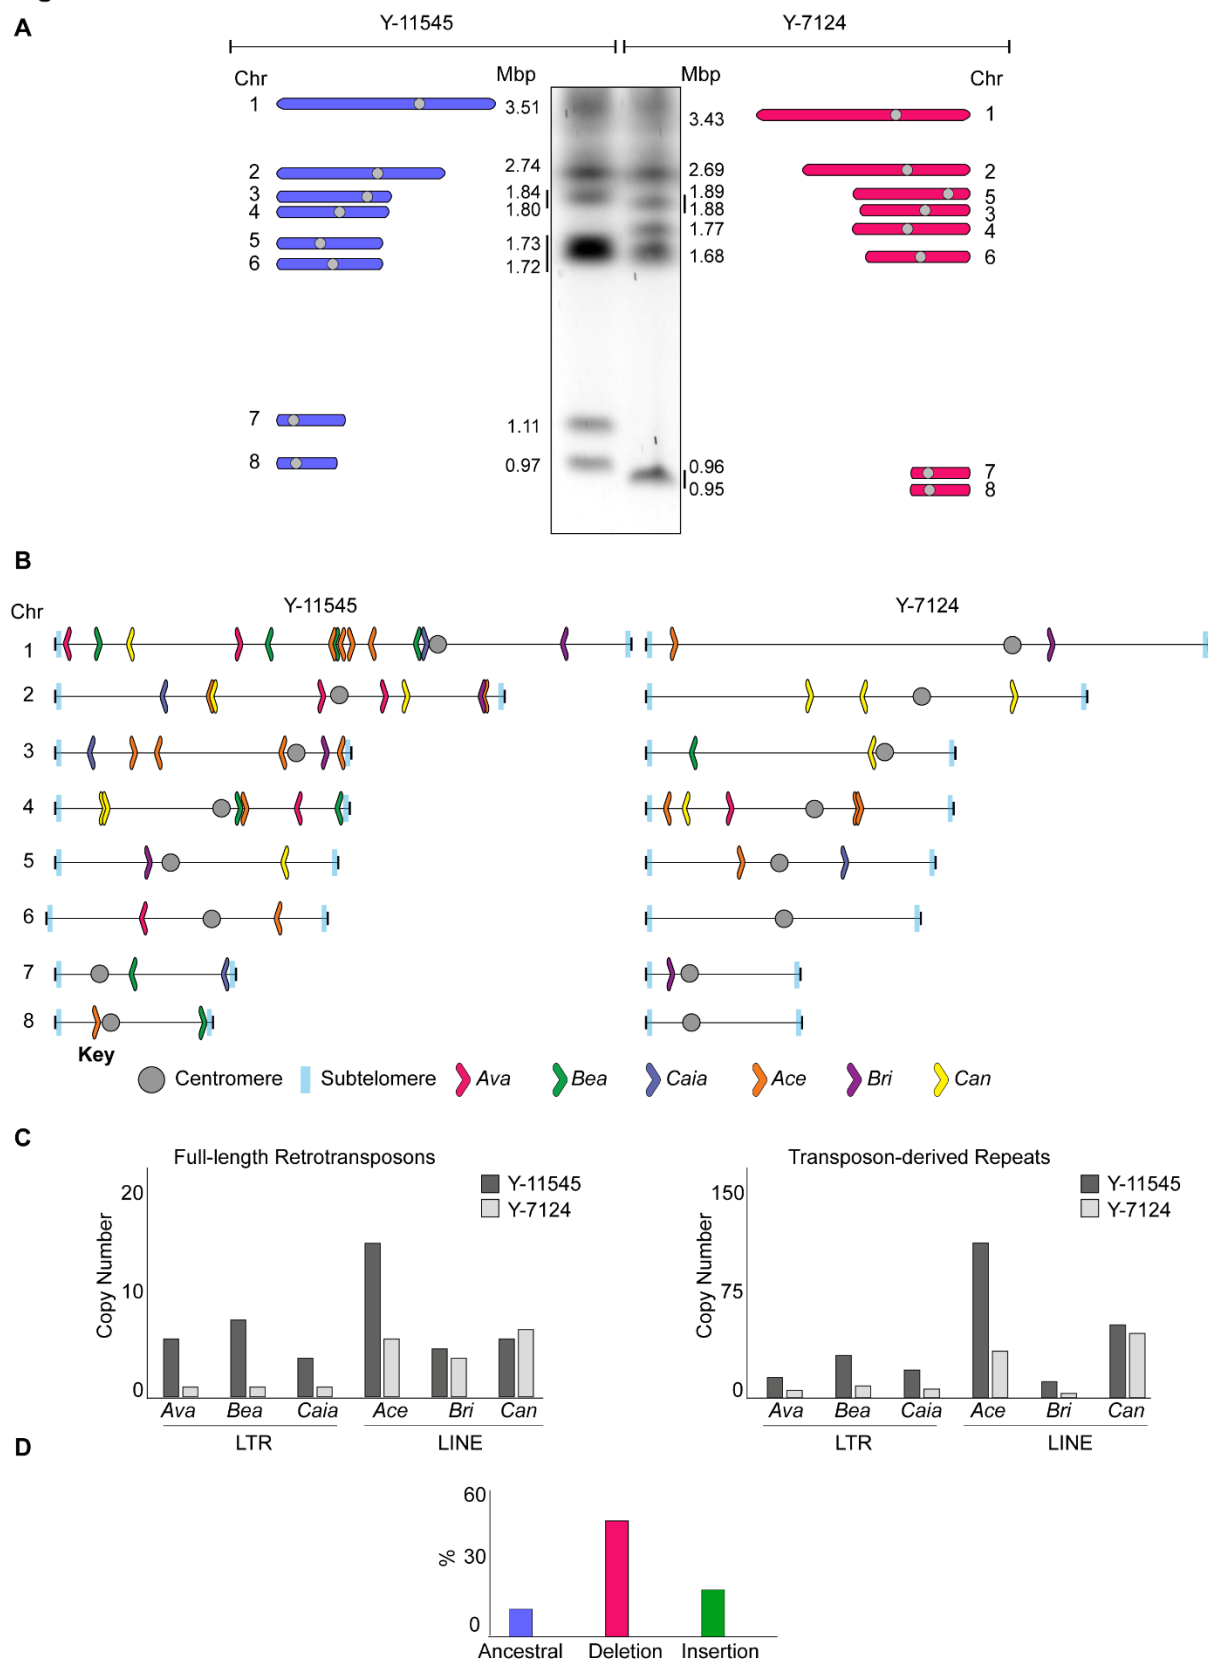 A
Y-11545 Y-7124
Chr Mbp Mbp Chr
1 3.51 3.43 1
2 2.74 2.69 2
3 1.84 1.89 5
4 1.80 1.88 3
1.77 4
5 1.73 1.68 6
6 1.72
7 1.11
8 0.97 0.96 7
0.95 8
B
Chr Y-11545 Y-7124
1
2
3
4
5
6
7
8
Key
Centromere Subtelomere Ava Bea Caia Ace Bri Can
C
Full-length Retrotransposons
Y-11545
Y-7124
Copy Number
20
10
0
Ava Bea Caia Ace Bri Can
LTR LINE
Transposon-derived Repeats
Y-11545
Y-7124
Copy Number
150
75
0
Ava Bea Caia Ace Bri Can
LTR LINE
D
%
60
30
0
Ancestral Deletion Insertion